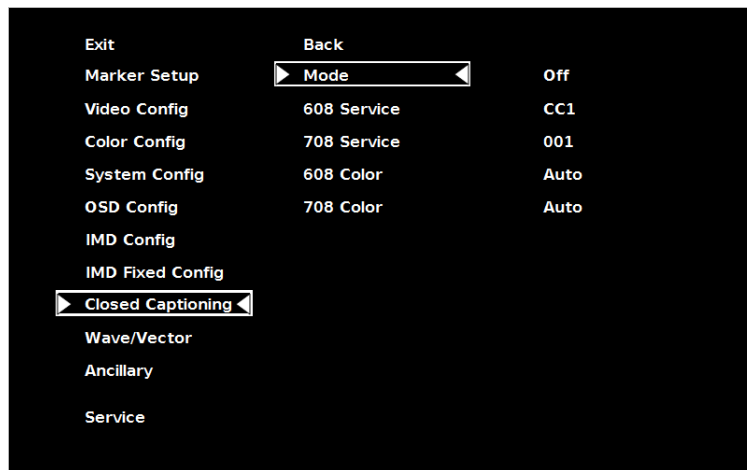 Exit Back
Marker Setup Mode Off
Video Config 608 Service CC1
Color Config 708 Service 001
System Config 608 Color Auto
OSD Config 708 Color Auto
IMD Config
IMD Fixed Config
Closed Captioning
Wave/Vector
Ancillary
Service